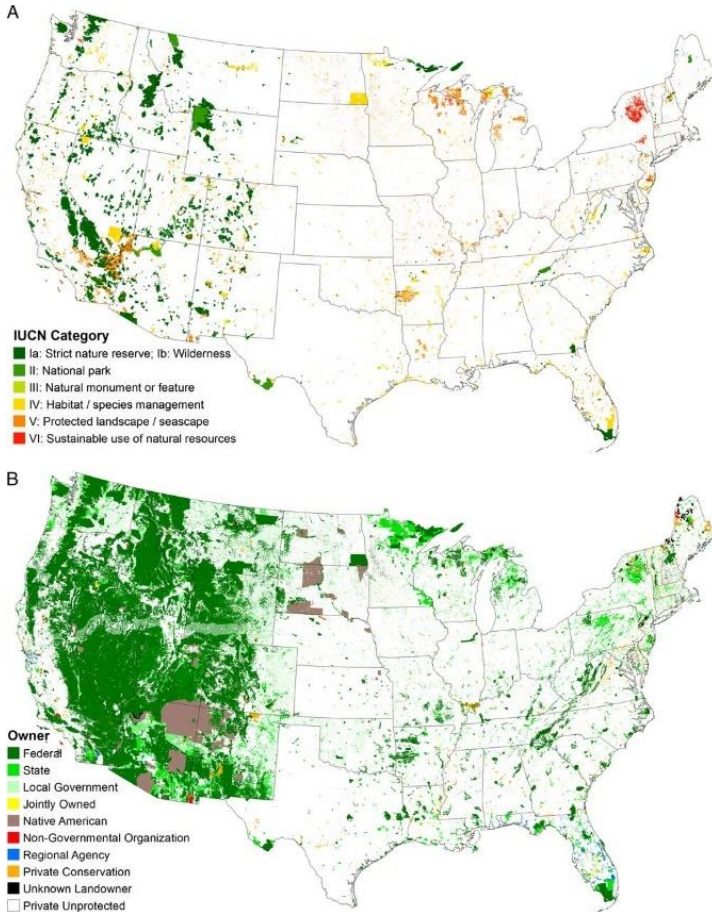 A
IUCN Category
Ia: Strict nature reserve; Ib: Wilderness
II: National park
III: Natural monument or feature
IV: Habitat / species management
V: Protected landscape / seascape
VI: Sustainable use of natural resources
B
Owner
Federal
State
Local Government
Jointly Owned
Native American
Non-Governmental Organization
Regional Agency
Private Conservation
Unknown Landowner
Private Unprotected